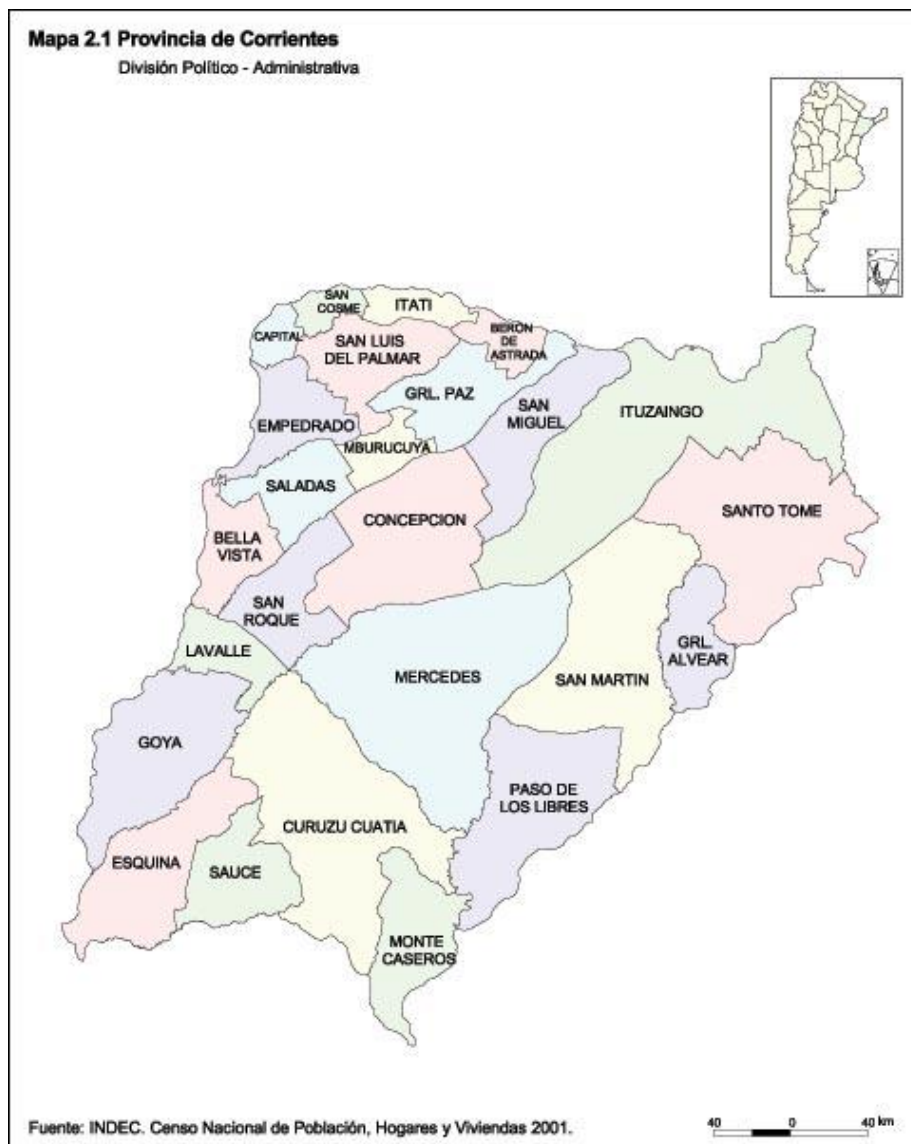 Mapa 2.1 Provincia de Corrientes
División Político - Administrativa
SAN
COSME
ITATI
CAPITAL
SAN LUIS
DEL PALMAR
BERON
DE
ASTRADA
GRL. PAZ
SAN
MIGUEL
ITUZAINGO
EMPEDRADO
MBURUCUYA
SALADAS
CONCEPCION
SANTO TOME
BELLA
VISTA
SAN
ROQUE
LAVALLE
MERCEDES
SAN MARTIN
GRL.
ALVEAR
GOYA
PASO DE
LOS LIBRES
CURUZU CUATIA
ESQUINA
SAUCE
MONTE
CASEROS
Fuente: INDEC. Censo Nacional de Población, Hogares y Viviendas 2001.
40 0 40 km